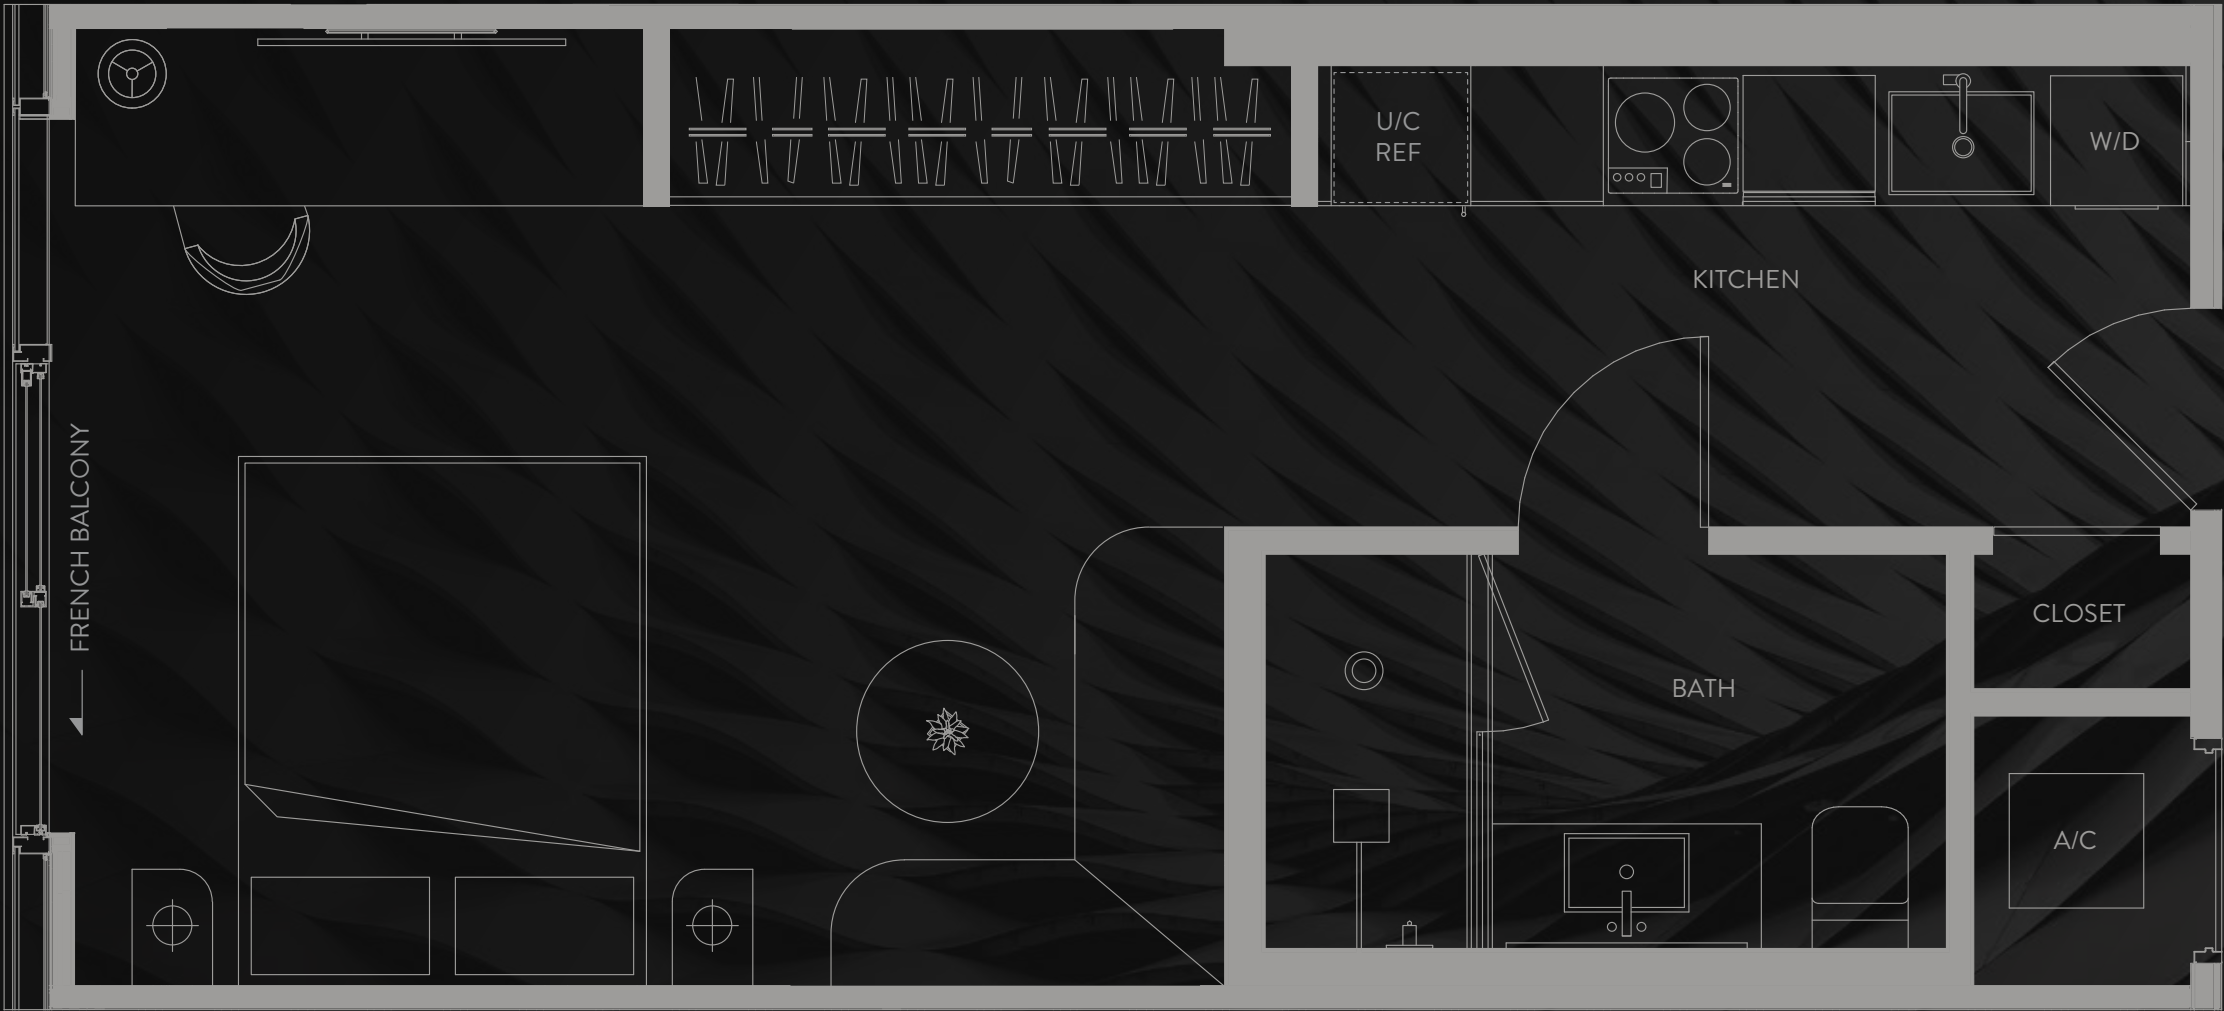 U/C
REF
W/D
KITCHEN
FRENCH BALCONY
CLOSET
BATH
A/C